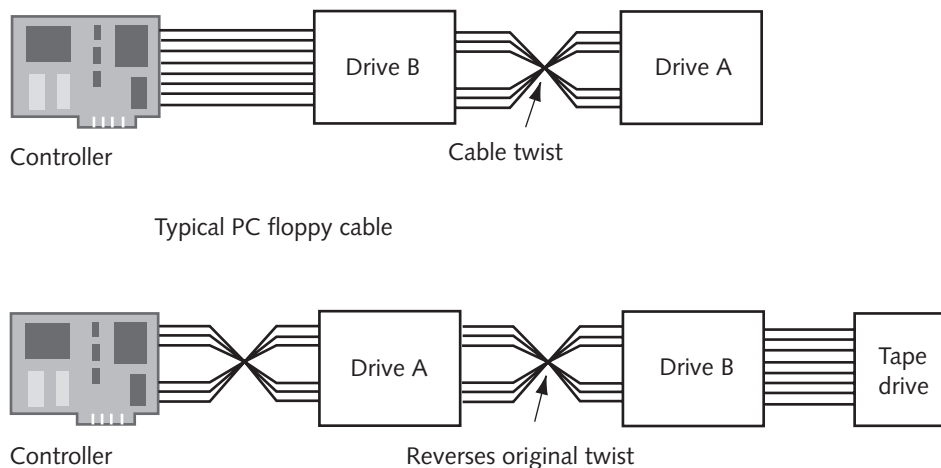 Drive B
Drive A
Cable twist
Controller
Typical PC floppy cable
Drive A
Drive B
Tape
drive
Controller
Reverses original twist